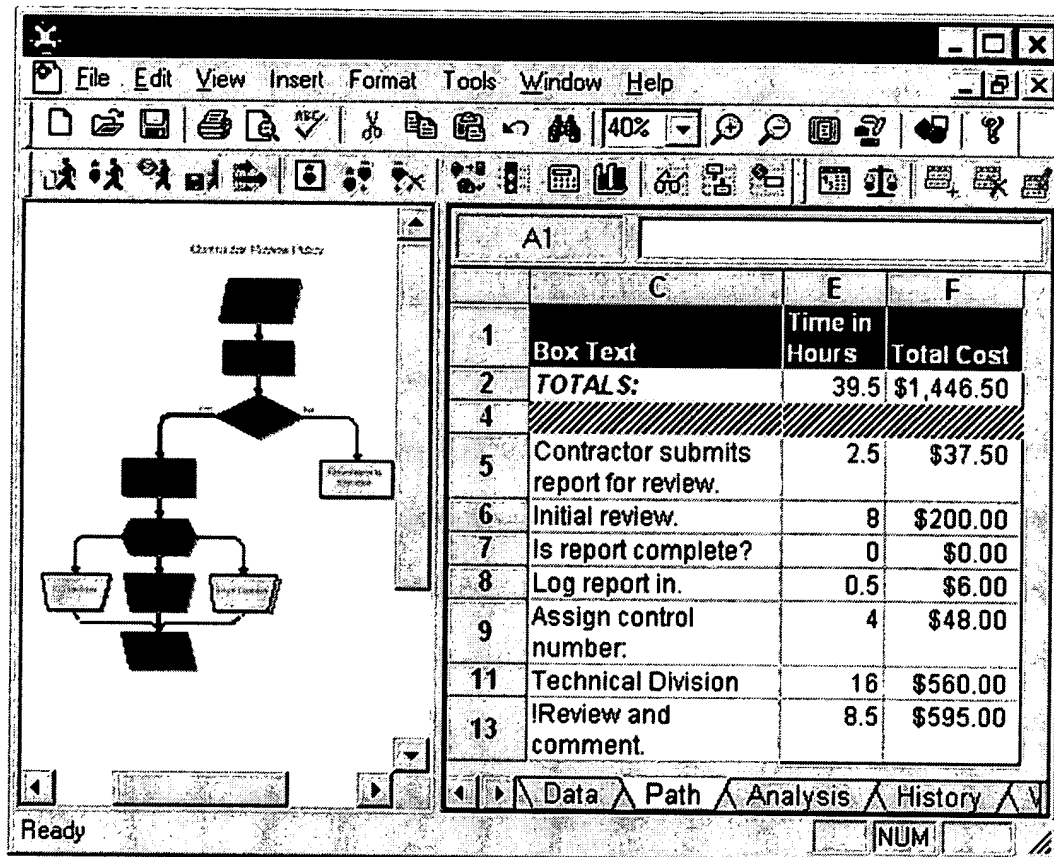 File Edit View Insert Format Tools Window Help
ABC
40%
A1
C E F
1 Box Text Time in Hours Total Cost
2 TOTALS: 39.5 $1,446.50
4
5 Contractor submits report for review. 2.5 $37.50
6 Initial review. 8 $200.00
7 Is report complete? 0 $0.00
8 Log report in. 0.5 $6.00
9 Assign control number: 4 $48.00
11 Technical Division 16 $560.00
13 !Review and comment. 8.5 $595.00
Data Path Analysis History
Ready NUM